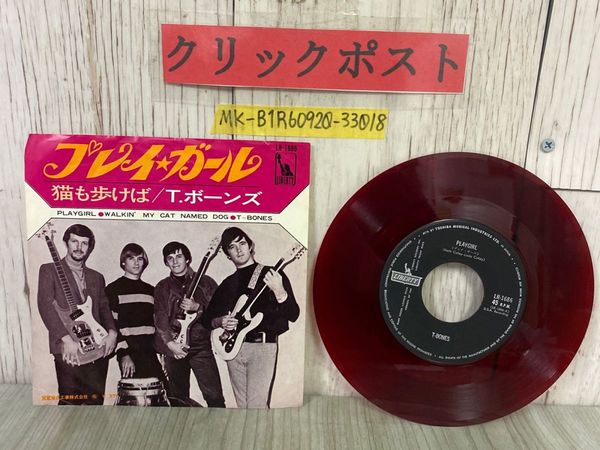 クリックポスト
MK-B1R60920-33018
プレイ★ガール
LR-1686
LIBERTY
猫も歩けば/T.ボーンズ
PLAYGIRL ●WALKIN' MY CAT NAMED DOG●T-BONES
PLAYGIRL
LIBERTY
LR-1686
45 R.P.M.
T-BONES